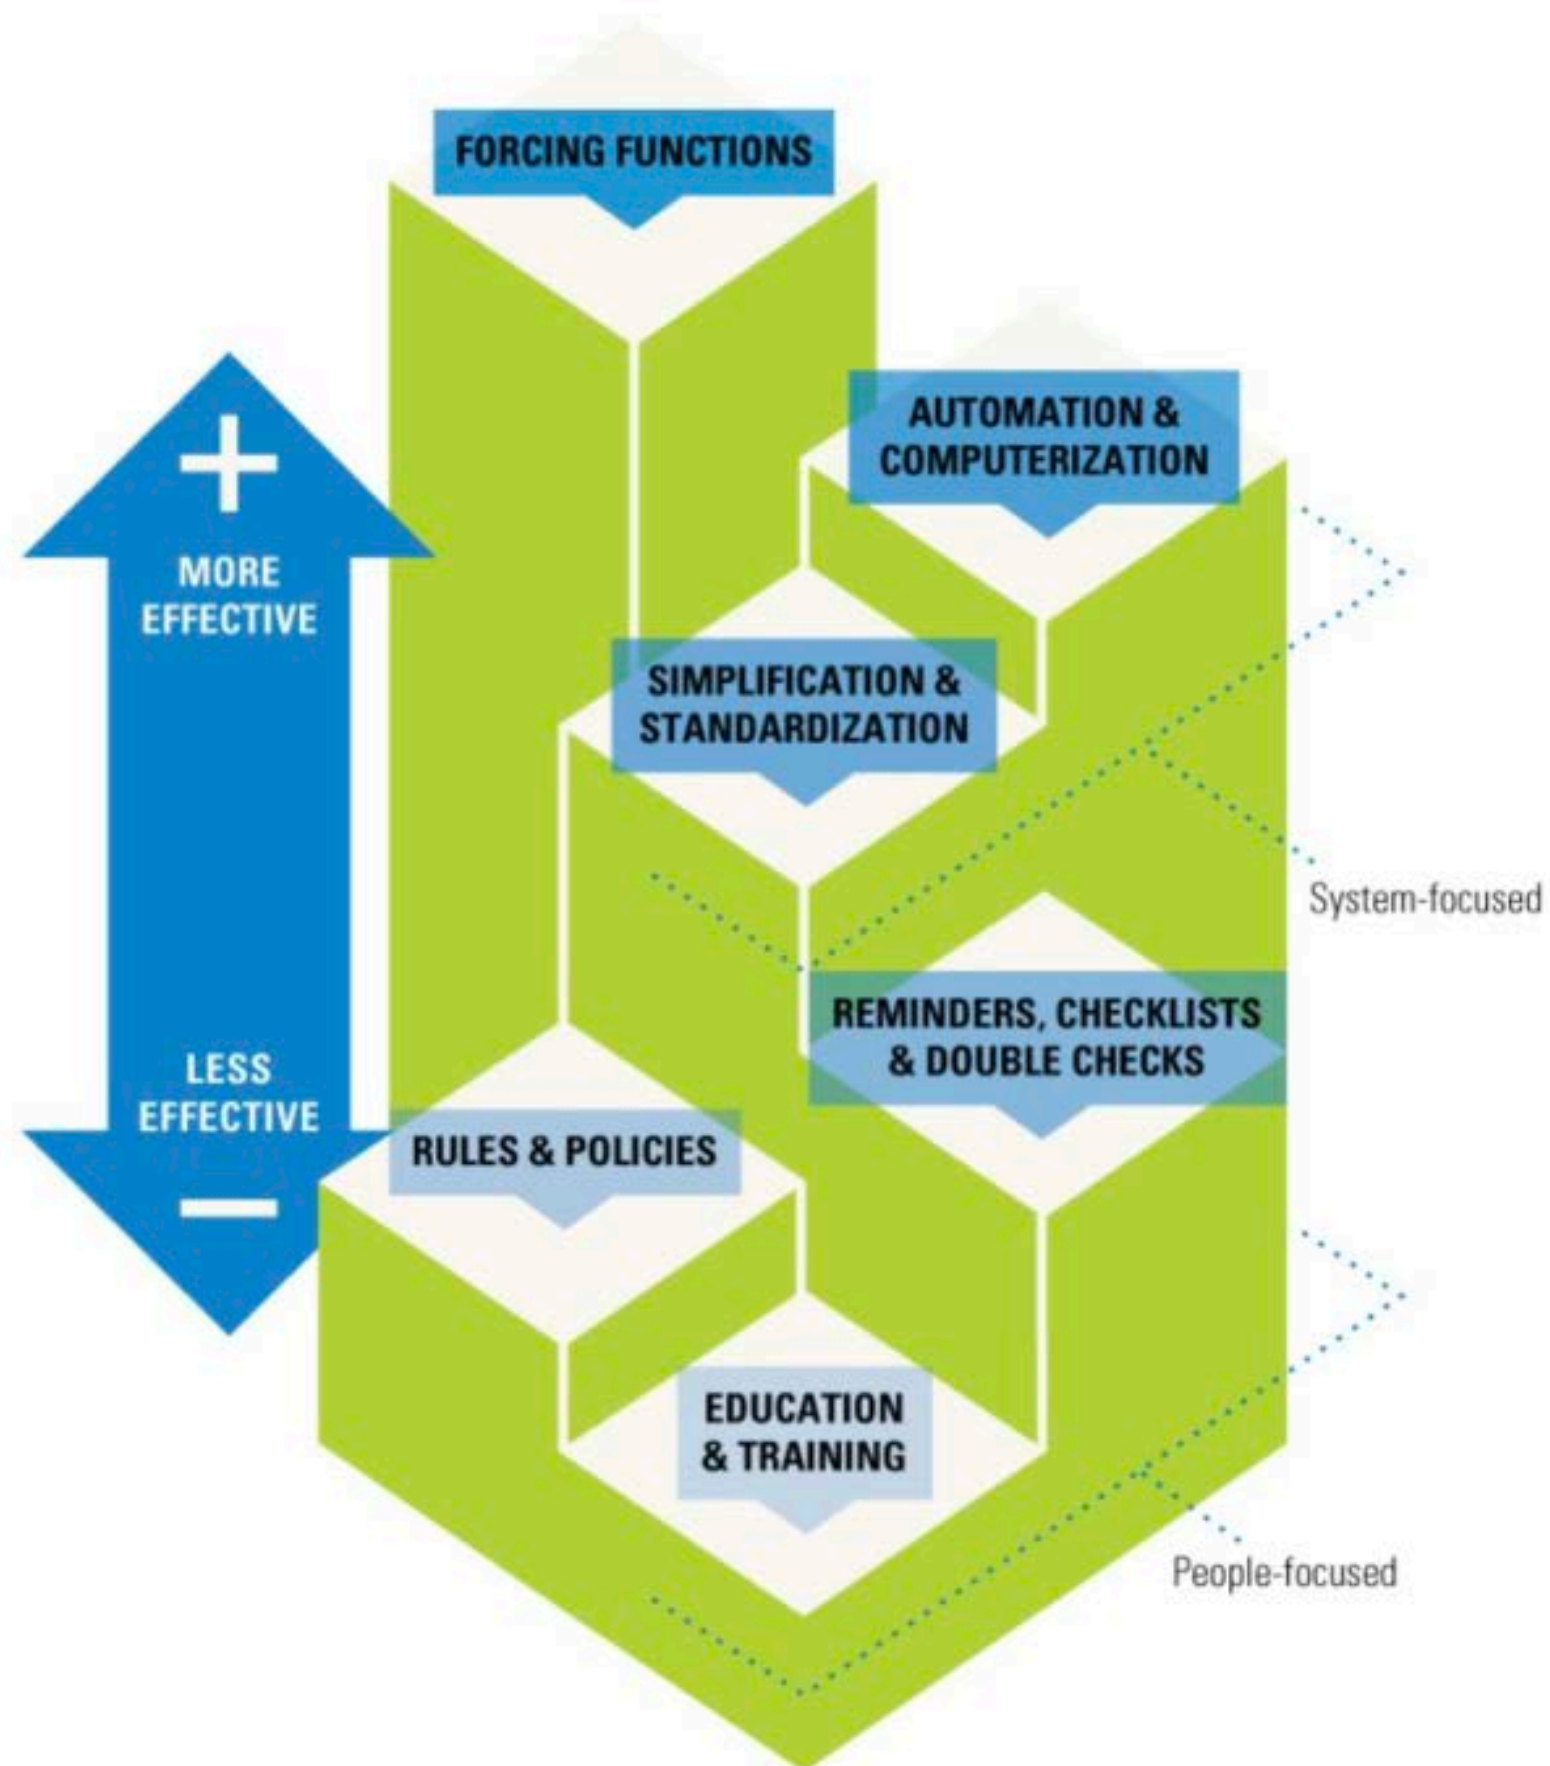 FORCING FUNCTIONS
AUTOMATION &
COMPUTERIZATION
+
MORE
EFFECTIVE
SIMPLIFICATION &
STANDARDIZATION
System-focused
REMINDERS, CHECKLISTS
& DOUBLE CHECKS
LESS
EFFECTIVE
–
RULES & POLICIES
EDUCATION
& TRAINING
People-focused